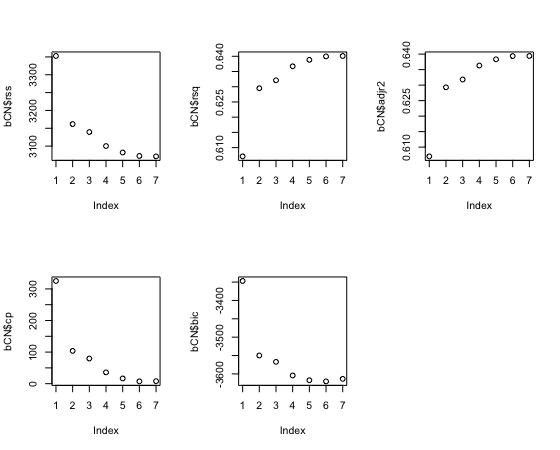 bCN$rss
3100 3200 3300
1 2 3 4 5 6 7
Index
bCN$rsq
0.610 0.625 0.640
1 2 3 4 5 6 7
Index
bCN$adjr2
0.610 0.625 0.640
1 2 3 4 5 6 7
Index
bCN$cp
0 100 200 300
1 2 3 4 5 6 7
Index
bCN$bic
-3600 -3500 -3400
1 2 3 4 5 6 7
Index